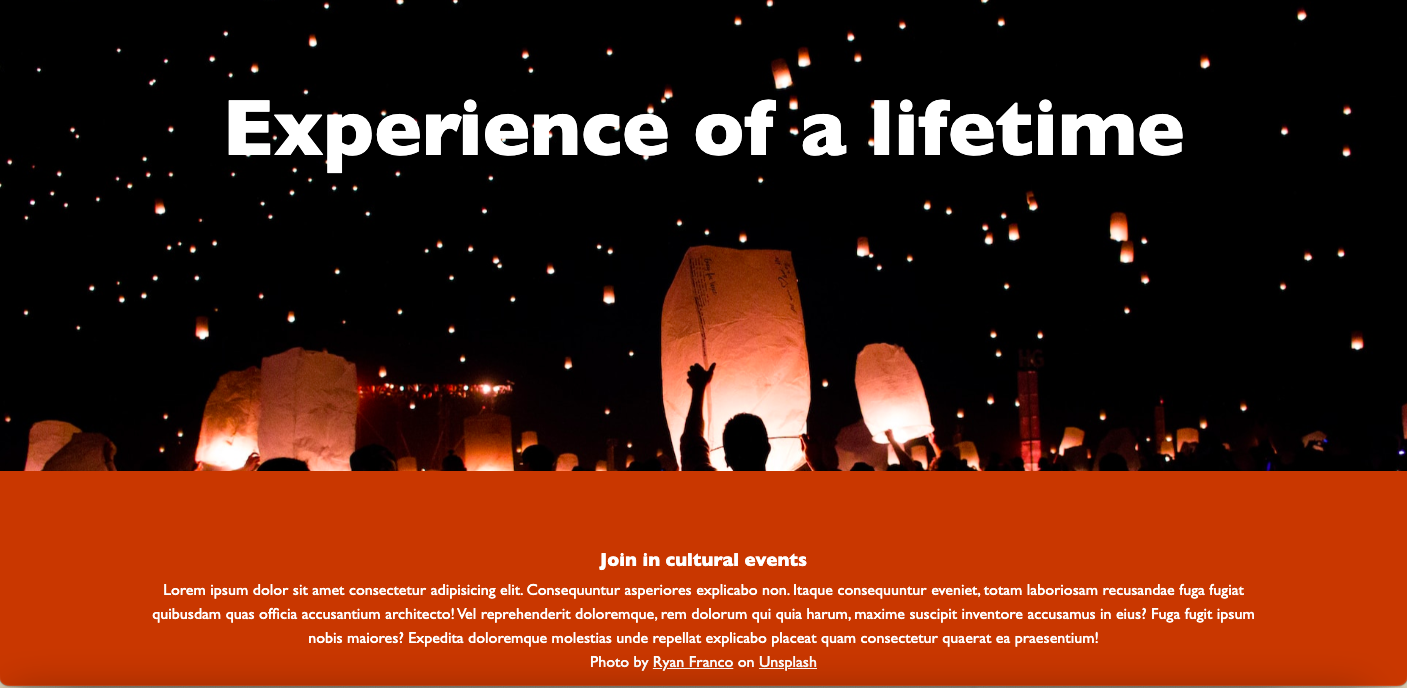 Experience of a lifetime
Join in cultural events
Lorem ipsum dolor sit amet consectetur adipisicing elit. Consequuntur asperiores explicabo non. Itaque consequuntur eveniet, totam laboriosam recusandae fuga fugiat
quibusdam quas officia accusantium architecto! Vel reprehenderit doloremque, rem dolorum qui quia harum, maxime suscipit inventore accusamus in eius? Fuga fugit ipsum
nobis maiores? Expedita doloremque molestias unde repellat explicabo placeat quam consectetur quaerat ea praesentium!
Photo by Ryan Franco on Unsplash